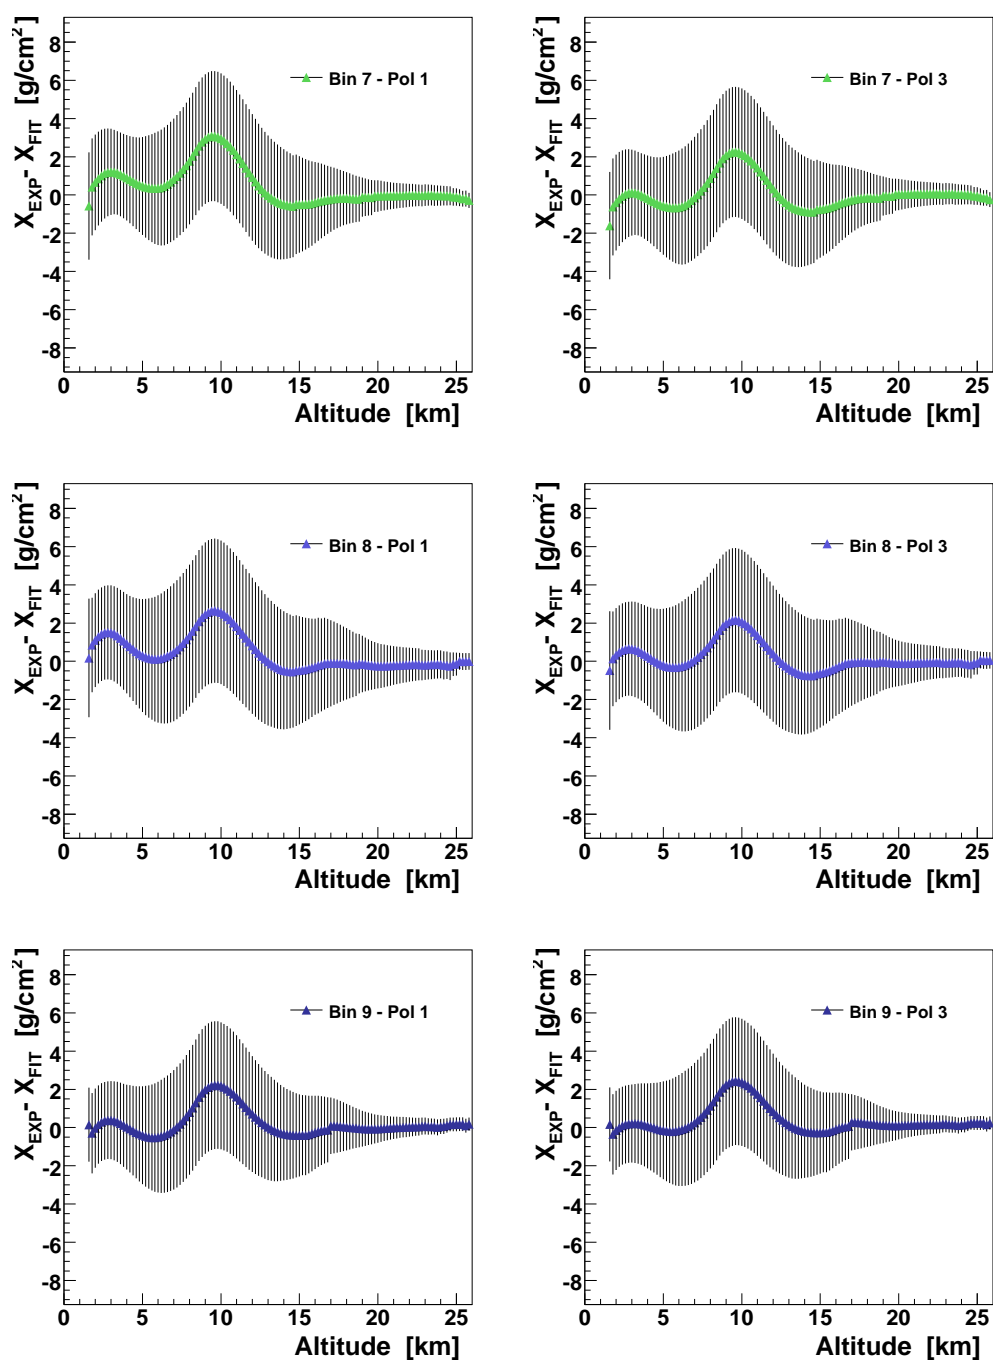 X_EXP - X_FIT [g/cm²]
8
6
4
2
0
-2
-4
-6
-8
Bin 7 - Pol 1
0 5 10 15 20 25
Altitude [km]
X_EXP - X_FIT [g/cm²]
8
6
4
2
0
-2
-4
-6
-8
Bin 7 - Pol 3
0 5 10 15 20 25
Altitude [km]
X_EXP - X_FIT [g/cm²]
8
6
4
2
0
-2
-4
-6
-8
Bin 8 - Pol 1
0 5 10 15 20 25
Altitude [km]
X_EXP - X_FIT [g/cm²]
8
6
4
2
0
-2
-4
-6
-8
Bin 8 - Pol 3
0 5 10 15 20 25
Altitude [km]
X_EXP - X_FIT [g/cm²]
8
6
4
2
0
-2
-4
-6
-8
Bin 9 - Pol 1
0 5 10 15 20 25
Altitude [km]
X_EXP - X_FIT [g/cm²]
8
6
4
2
0
-2
-4
-6
-8
Bin 9 - Pol 3
0 5 10 15 20 25
Altitude [km]